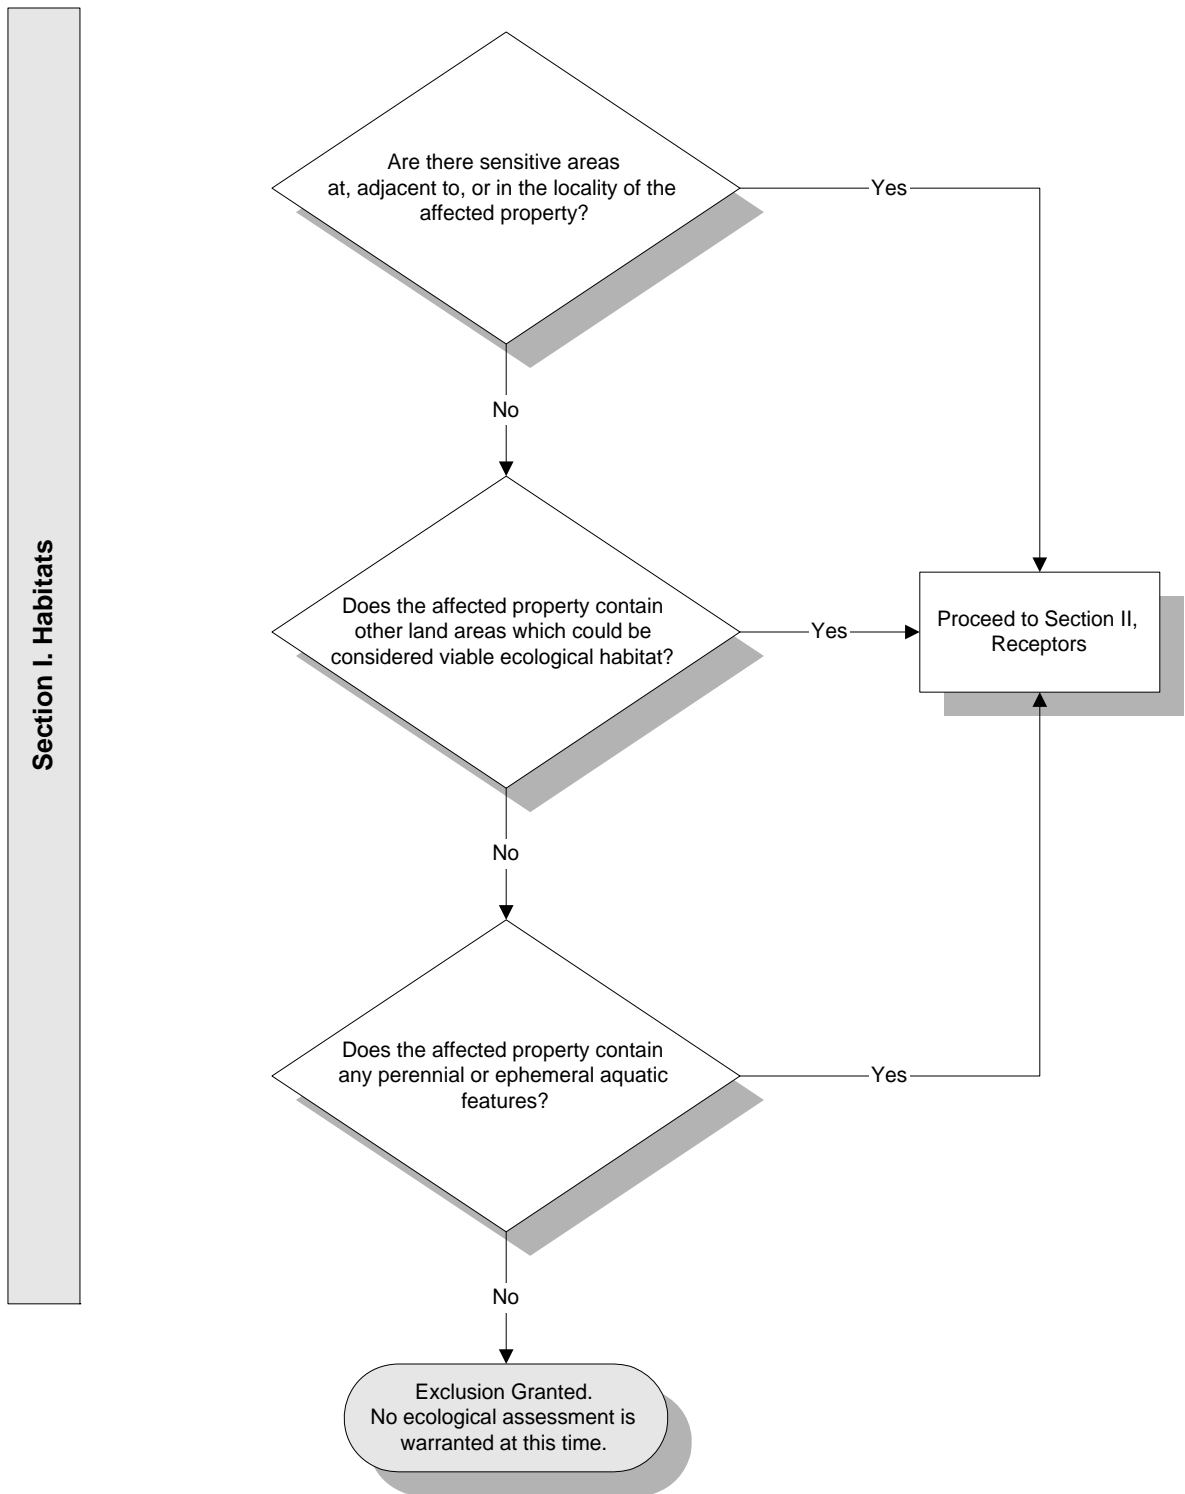 Section I. Habitats
Are there sensitive areas
at, adjacent to, or in the locality of the
affected property?
Yes
No
Does the affected property contain
other land areas which could be
considered viable ecological habitat?
Yes
Proceed to Section II,
Receptors
No
Does the affected property contain
any perennial or ephemeral aquatic
features?
Yes
No
Exclusion Granted.
No ecological assessment is
warranted at this time.